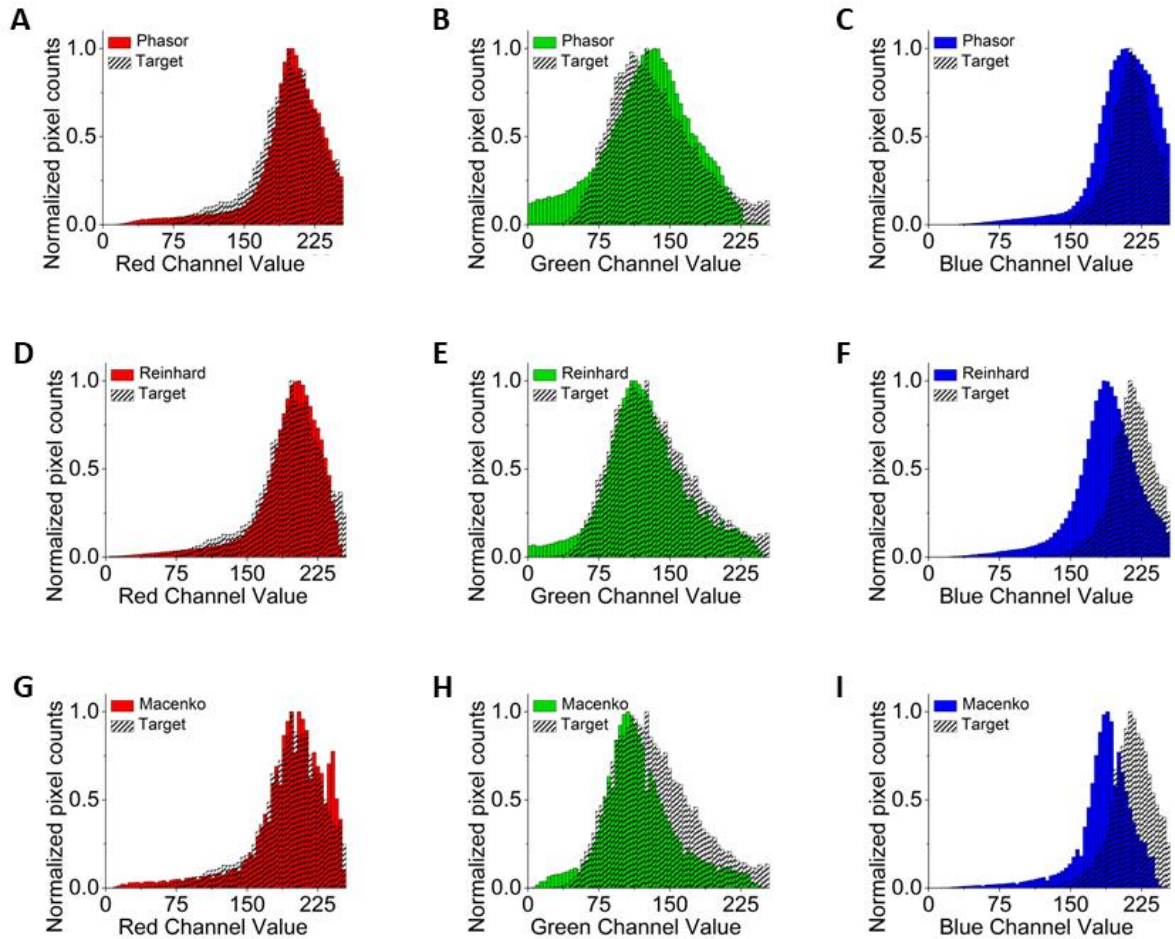 A
Normalized pixel counts
1.0
0.5
0.0
Phasor
Target
0 75 150 225
Red Channel Value
B
Normalized pixel counts
1.0
0.5
0.0
Phasor
Target
0 75 150 225
Green Channel Value
C
Normalized pixel counts
1.0
0.5
0.0
Phasor
Target
0 75 150 225
Blue Channel Value
D
Normalized pixel counts
1.0
0.5
0.0
Reinhard
Target
0 75 150 225
Red Channel Value
E
Normalized pixel counts
1.0
0.5
0.0
Reinhard
Target
0 75 150 225
Green Channel Value
F
Normalized pixel counts
1.0
0.5
0.0
Reinhard
Target
0 75 150 225
Blue Channel Value
G
Normalized pixel counts
1.0
0.5
0.0
Macenko
Target
0 75 150 225
Red Channel Value
H
Normalized pixel counts
1.0
0.5
0.0
Macenko
Target
0 75 150 225
Green Channel Value
I
Normalized pixel counts
1.0
0.5
0.0
Macenko
Target
0 75 150 225
Blue Channel Value